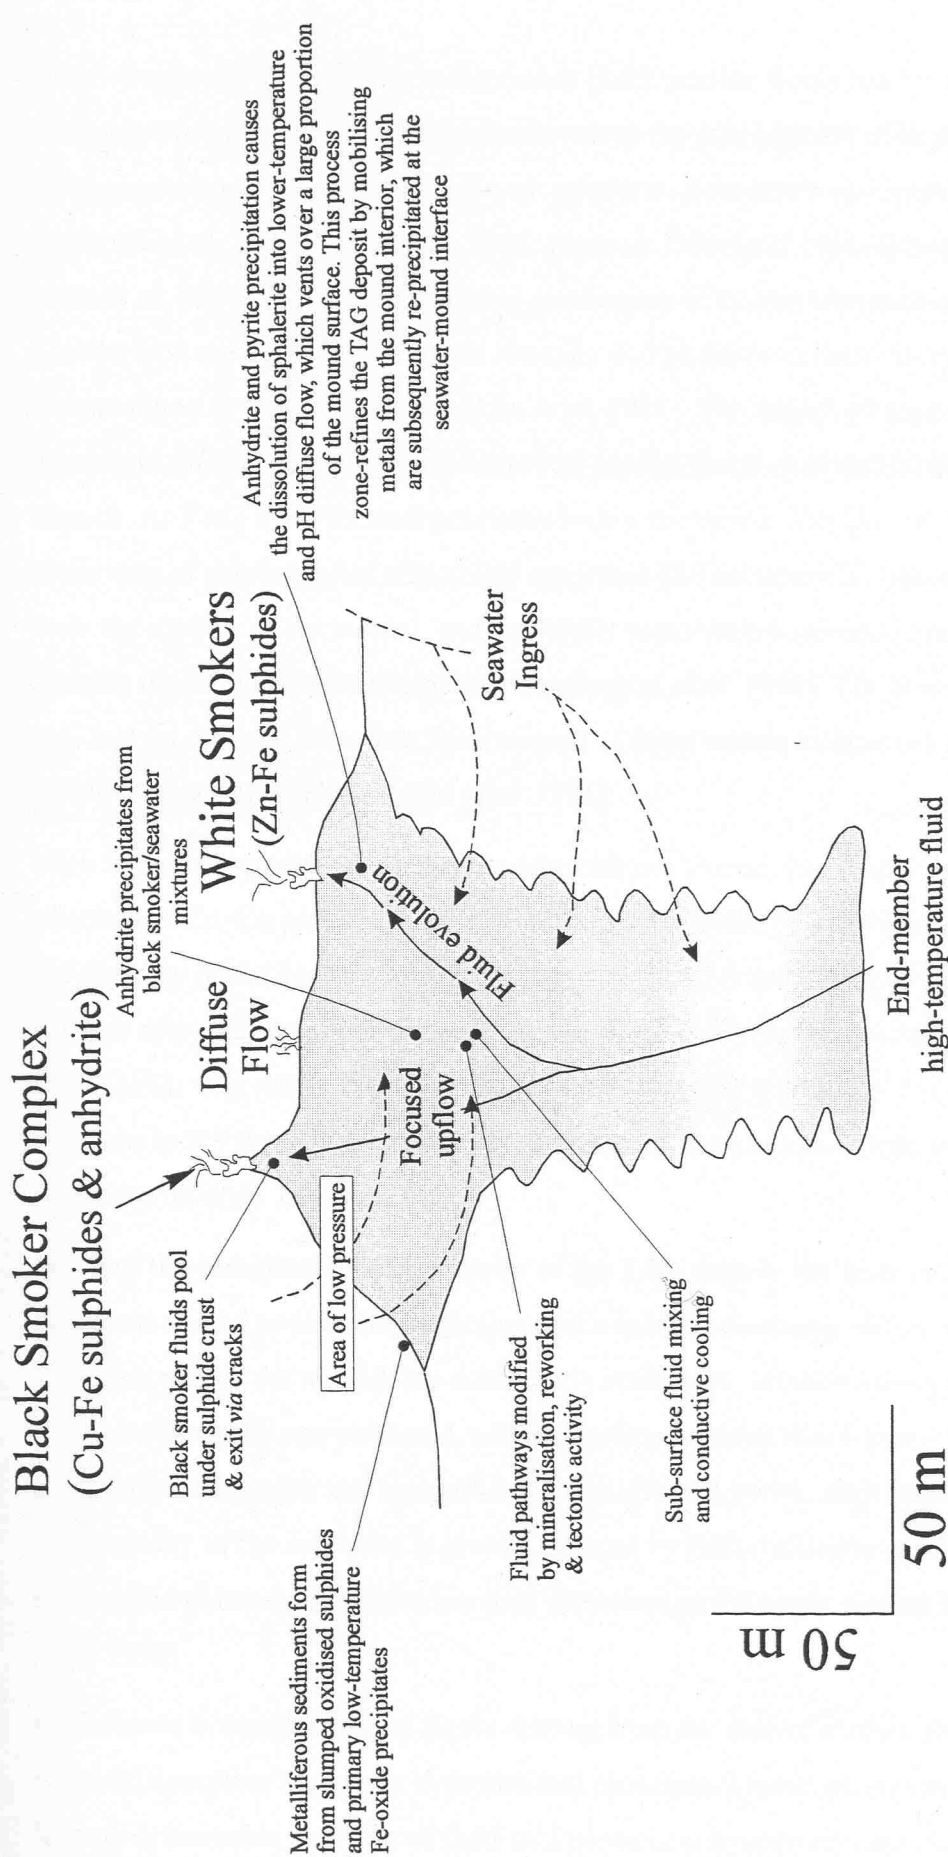 Black Smoker Complex
(Cu-Fe sulphides & anhydrite)
Anhydrite precipitates from
black smoker/seawater
mixtures
Diffuse
Flow
White Smokers
(Zn-Fe sulphides)
Anhydrite and pyrite precipitation causes
the dissolution of sphalerite into lower-temperature
and pH diffuse flow, which vents over a large proportion
of the mound surface. This process
zone-refines the TAG deposit by mobilising
metals from the mound interior, which
are subsequently re-precipitated at the
seawater-mound interface
Black smoker fluids pool
under sulphide crust
& exit via cracks
Metalliferous sediments form
from slumped oxidised sulphides
and primary low-temperature
Fe-oxide precipitates
Area of low pressure
Focused
upflow
Fluid evolution
Seawater
Ingress
Fluid pathways modified
by mineralisation, reworking
& tectonic activity
Sub-surface fluid mixing
and conductive cooling
End-member
high-temperature fluid
50 m
50 m